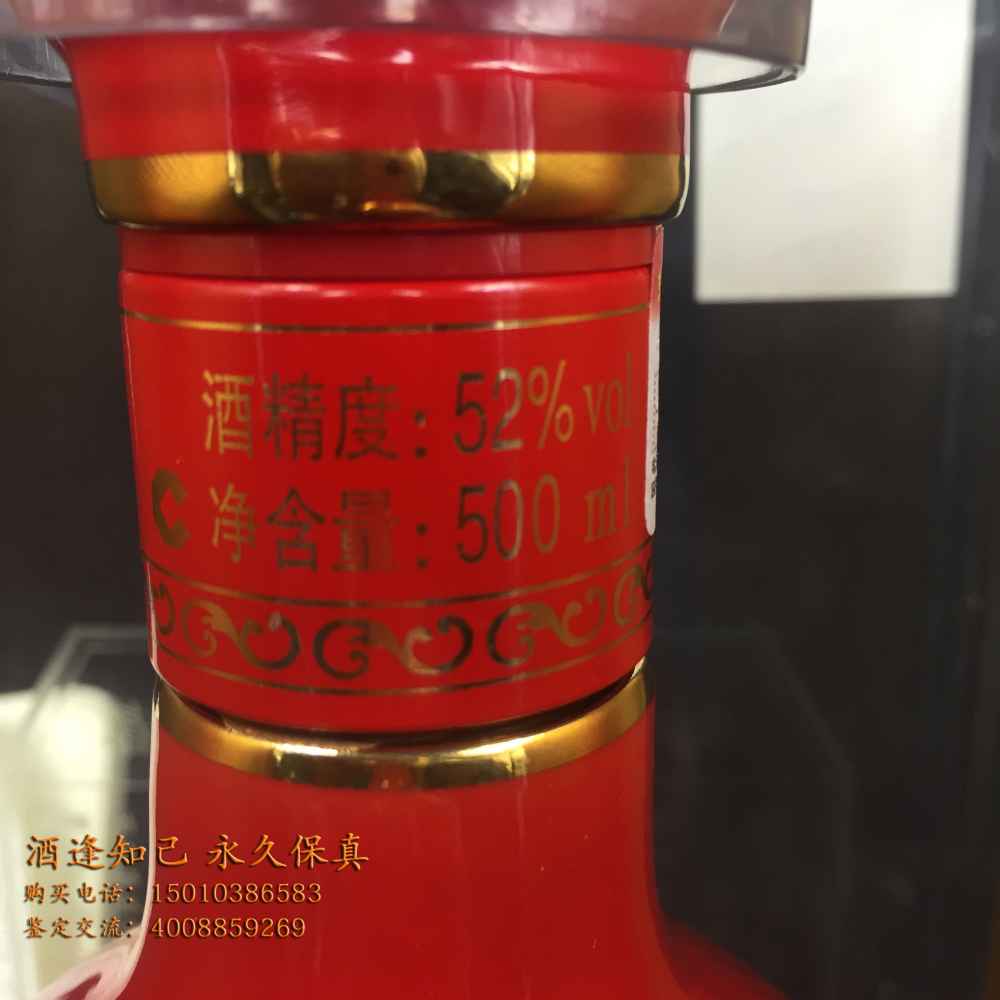 酒精度：52%vol
C 净含量：500 ml
酒逢知己 永久保真
购买电话：15010386583
鉴定交流：4008859269